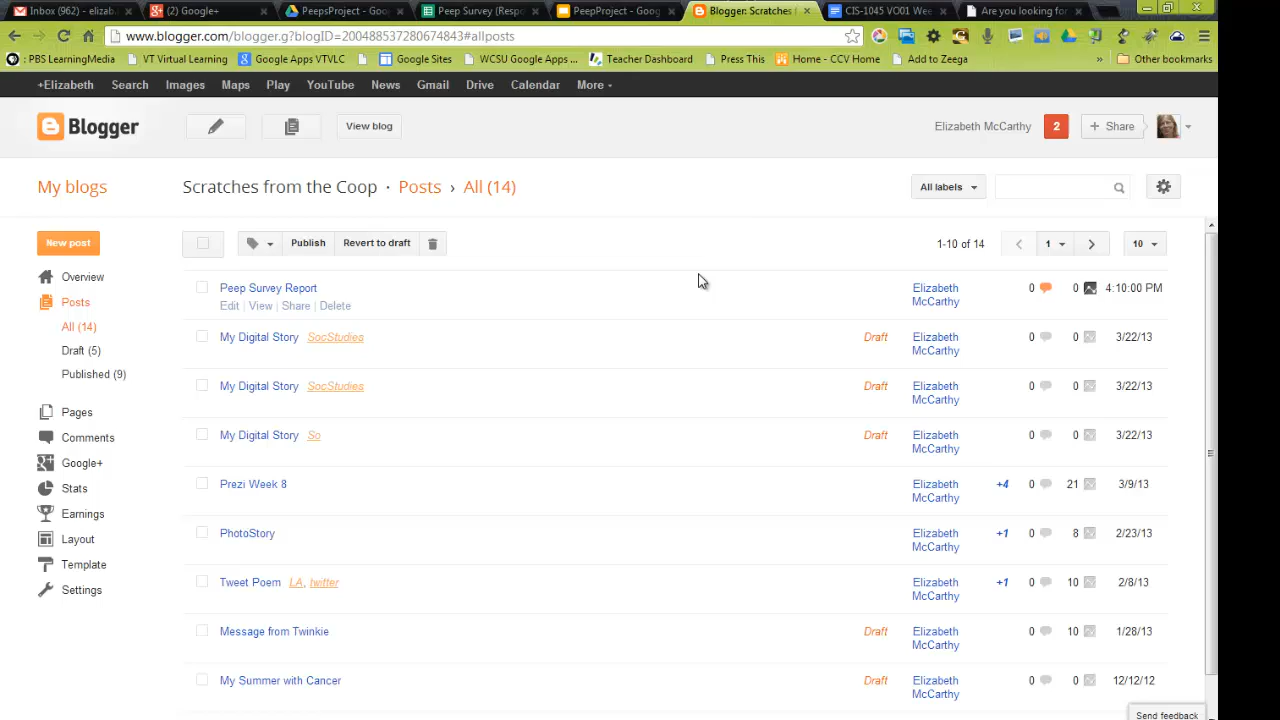 Inbox (962) - elizab
(2) Google+
PeepsProject - Goo
Peep Survey (Respo
PeepProject - Goog
Blogger: Scratches f
CIS-1045 VO01 Wee
Are you looking for
www.blogger.com/blogger.g?blogID=200488537280674843#allposts
: PBS LearningMedia
VT Virtual Learning
Google Apps VTVLC
Google Sites
WCSU Google Apps ...
Teacher Dashboard
Press This
Home - CCV Home
Add to Zeega
»
Other bookmarks
+Elizabeth Search Images Maps Play YouTube News Gmail Drive Calendar More
Blogger
View blog
Elizabeth McCarthy
2
+ Share
My blogs
Scratches from the Coop · Posts › All (14)
All labels
New post
Publish
Revert to draft
1-10 of 14
1
10
Overview
Posts
All (14)
Draft (5)
Published (9)
Pages
Comments
Google+
Stats
Earnings
Layout
Template
Settings
Peep Survey Report
Elizabeth McCarthy
0 0 4:10:00 PM
Edit | View | Share | Delete
My Digital Story SocStudies
Draft
Elizabeth McCarthy
0 0 3/22/13
My Digital Story SocStudies
Draft
Elizabeth McCarthy
0 0 3/22/13
My Digital Story So
Draft
Elizabeth McCarthy
0 0 3/22/13
Prezi Week 8
Elizabeth McCarthy
+4 0 21 3/9/13
PhotoStory
Elizabeth McCarthy
+1 0 8 2/23/13
Tweet Poem LA, twitter
Elizabeth McCarthy
+1 0 10 2/8/13
Message from Twinkie
Draft
Elizabeth McCarthy
0 10 1/28/13
My Summer with Cancer
Draft
Elizabeth McCarthy
0 0 12/12/12
Send feedback